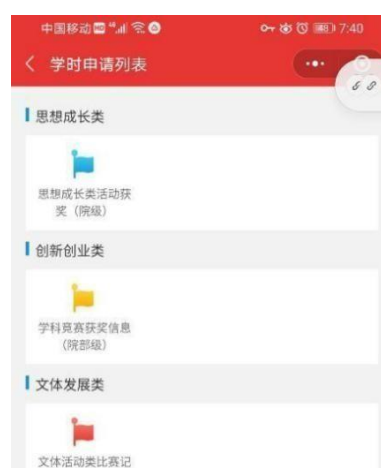 中国移动 HD 4G 7:40
学时申请列表
思想成长类
思想成长类活动获
奖（院级）
创新创业类
学科竞赛获奖信息
（院部级）
文体发展类
文体活动类比赛记